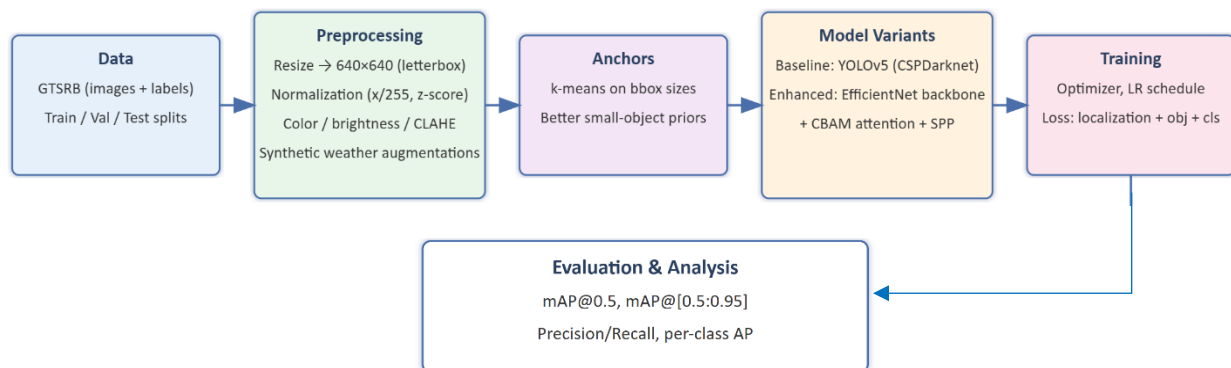 Data
GTSRB (images + labels)
Train / Val / Test splits
Preprocessing
Resize → 640×640 (letterbox)
Normalization (x/255, z-score)
Color / brightness / CLAHE
Synthetic weather augmentations
Anchors
k-means on bbox sizes
Better small-object priors
Model Variants
Baseline: YOLOv5 (CSPDarknet)
Enhanced: EfficientNet backbone
+ CBAM attention + SPP
Training
Optimizer, LR schedule
Loss: localization + obj + cls
Evaluation & Analysis
mAP@0.5, mAP@[0.5:0.95]
Precision/Recall, per-class AP